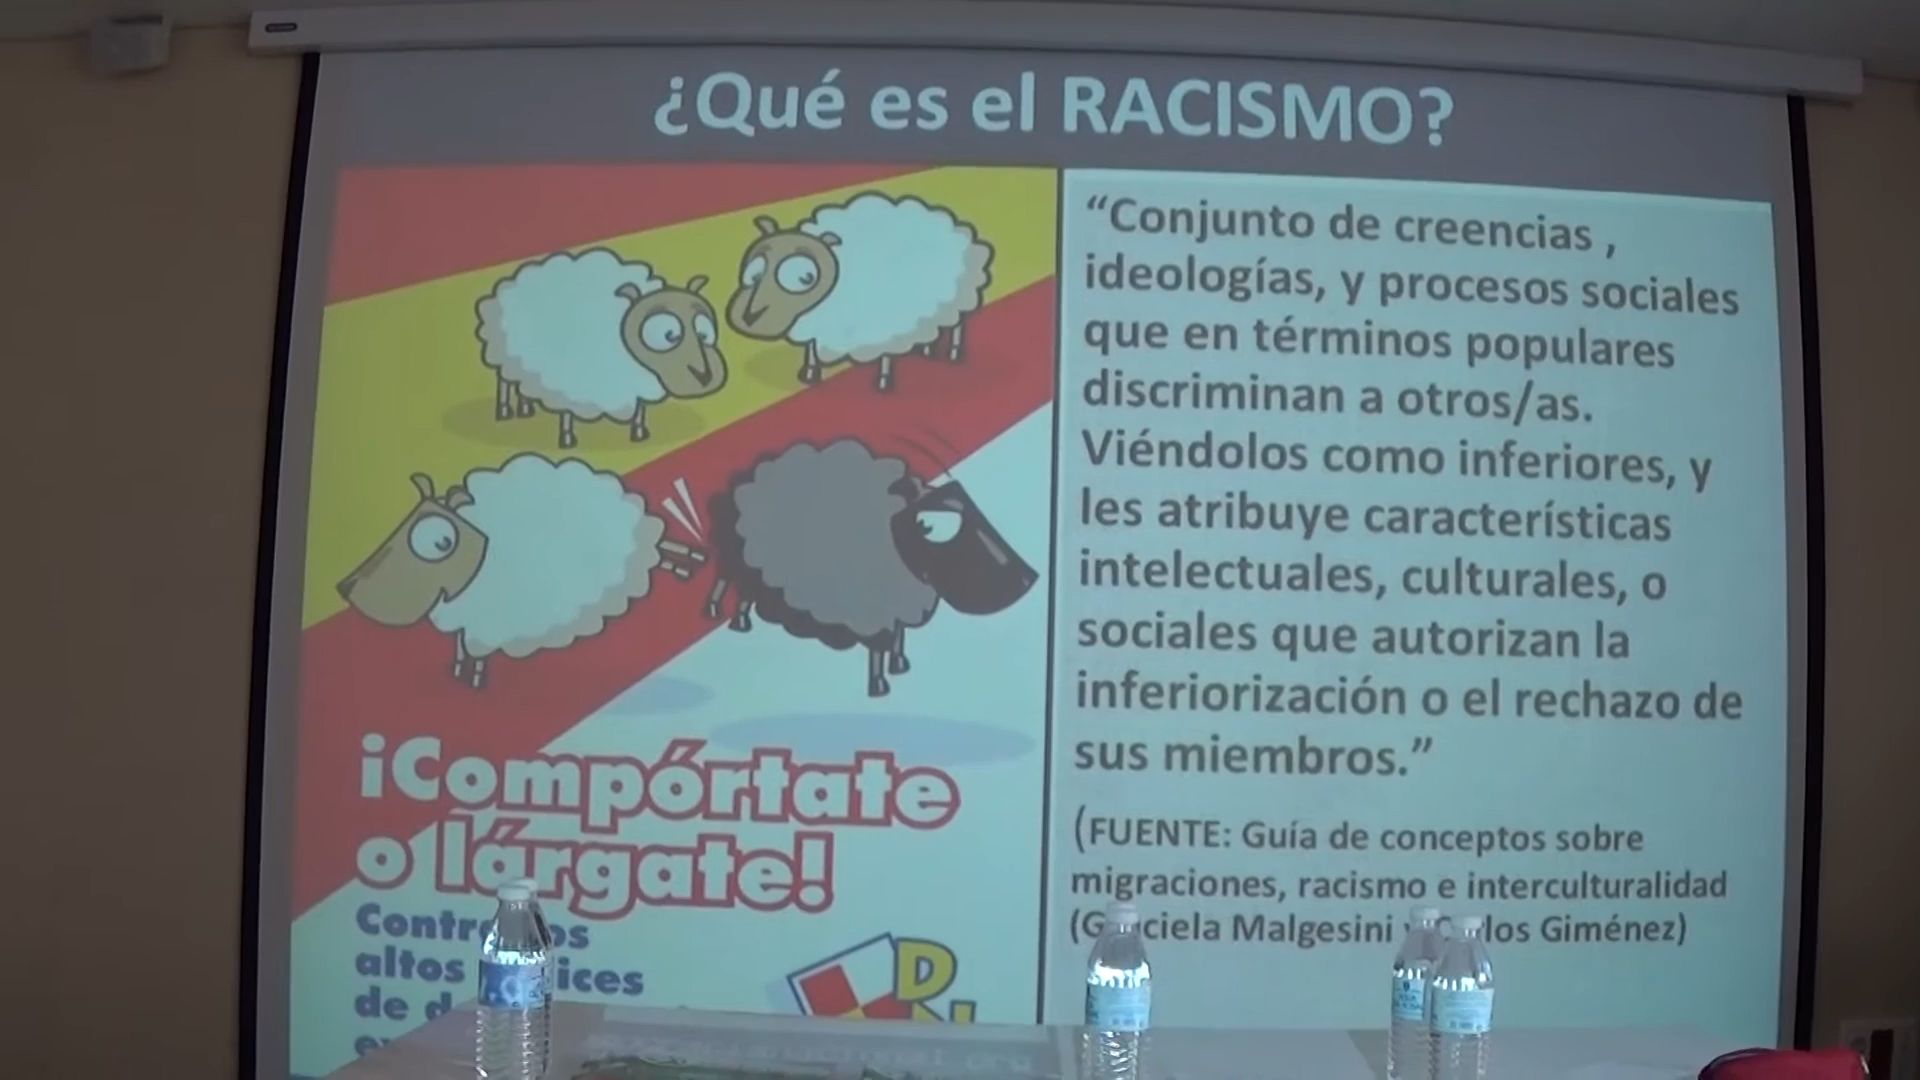 ¿Qué es el RACISMO?
¡Compórtate
o lárgate!
altos
de
“Conjunto de creencias ,
ideologías, y procesos sociales
que en términos populares
discriminan a otros/as.
Viéndolos como inferiores, y
les atribuye características
intelectuales, culturales, o
sociales que autorizan la
inferiorización o el rechazo de
sus miembros.”
(FUENTE: Guía de conceptos sobre
migraciones, racismo e interculturalidad
Malgesini Giménez)